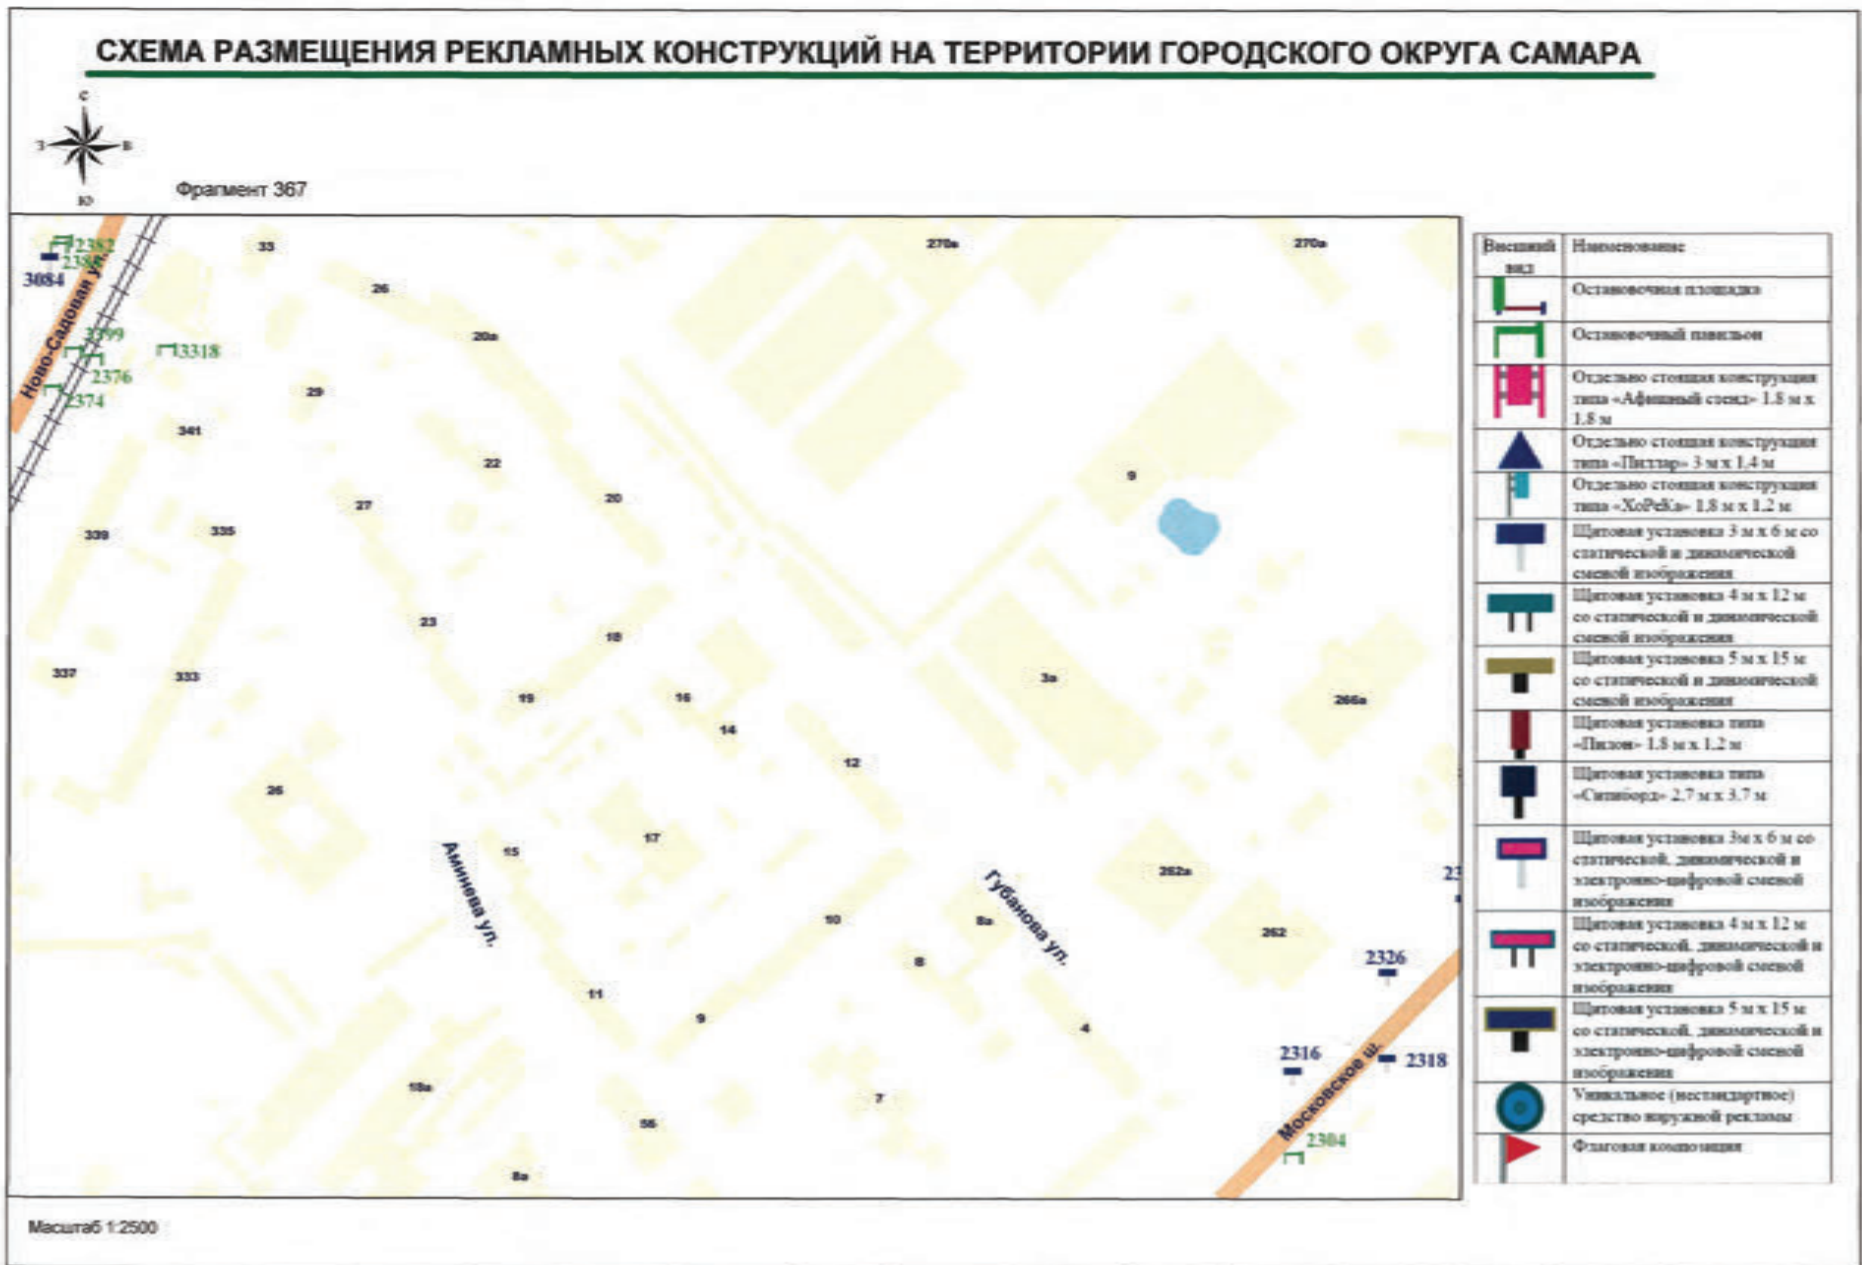 СХЕМА РАЗМЕЩЕНИЯ РЕКЛАМНЫХ КОНСТРУКЦИЙ НА ТЕРРИТОРИИ ГОРОДСКОГО ОКРУГА САМАРА
С
З В
Ю
Фрагмент 367
2382
3084
Ново-Садовая
3399
2376
2374
3318
33
26
20а
270а
270а
29
341
22
20
9
27
339
335
23
18
337
333
19
16
14
3а
266а
12
26
17
15
Аминева ул.
262а
Губанова ул.
10
8а
8
262
23
2326
11
9
4
2316
2318
Московское ш.
18а
7
56
2304
8а
Внешний вид
Наименование
Остановочная площадка
Остановочный павильон
Отдельно стоящая конструкция
типа «Афишный стенд» 1.8 м х
1.8 м
Отдельно стоящая конструкция
типа «Пиллар» 3 м х 1.4 м
Отдельно стоящая конструкция
типа «ХоРеКа» 1.8 м х 1.2 м
Щитовая установка 3 м х 6 м со
статической и динамической
сменой изображения
Щитовая установка 4 м х 12 м
со статической и динамической
сменой изображения
Щитовая установка 5 м х 15 м
со статической и динамической
сменой изображения
Щитовая установка типа
«Пилон» 1.8 м х 1.2 м
Щитовая установка типа
«Ситиборд» 2.7 м х 3.7 м
Щитовая установка 3м х 6 м со
статической, динамической и
электронно-цифровой сменой
изображения
Щитовая установка 4 м х 12 м
со статической, динамической и
электронно-цифровой сменой
изображения
Щитовая установка 5 м х 15 м
со статической, динамической и
электронно-цифровой сменой
изображения
Уникальное (нестандартное)
средство наружной рекламы
Флаговая композиция
Масштаб 1:2500